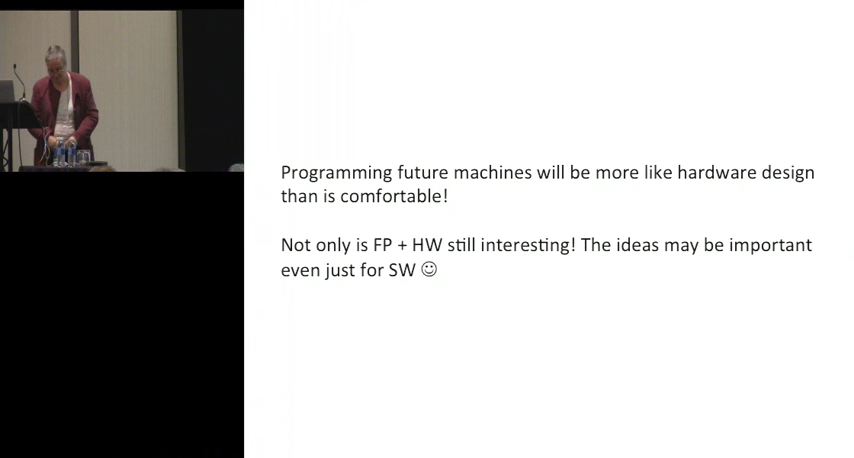 Programming future machines will be more like hardware design
than is comfortable!
Not only is FP + HW still interesting! The ideas may be important
even just for SW ☺